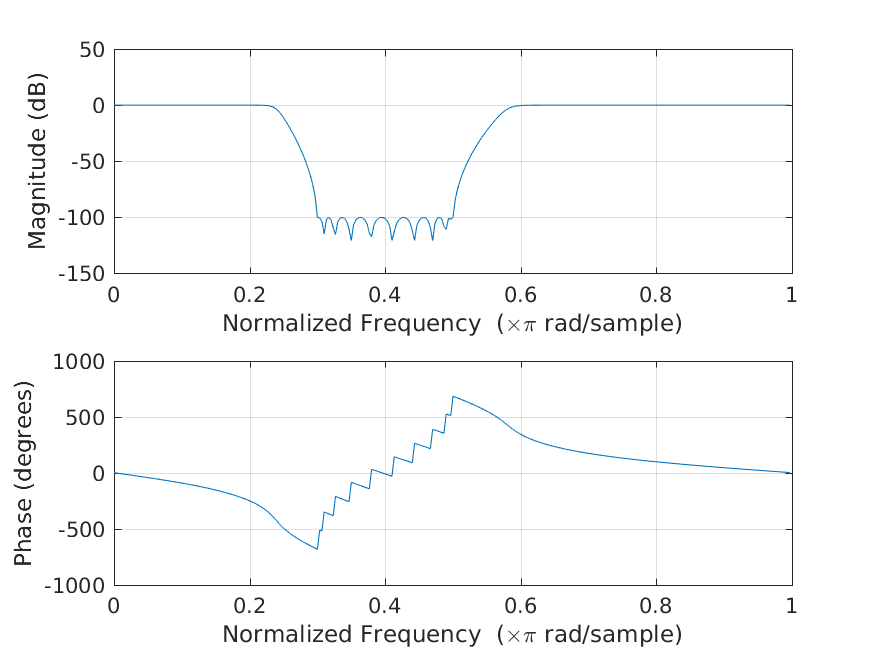 50
0
-50
-100
-150
Magnitude (dB)
0 0.2 0.4 0.6 0.8 1
Normalized Frequency (×π rad/sample)
1000
500
0
-500
-1000
Phase (degrees)
0 0.2 0.4 0.6 0.8 1
Normalized Frequency (×π rad/sample)